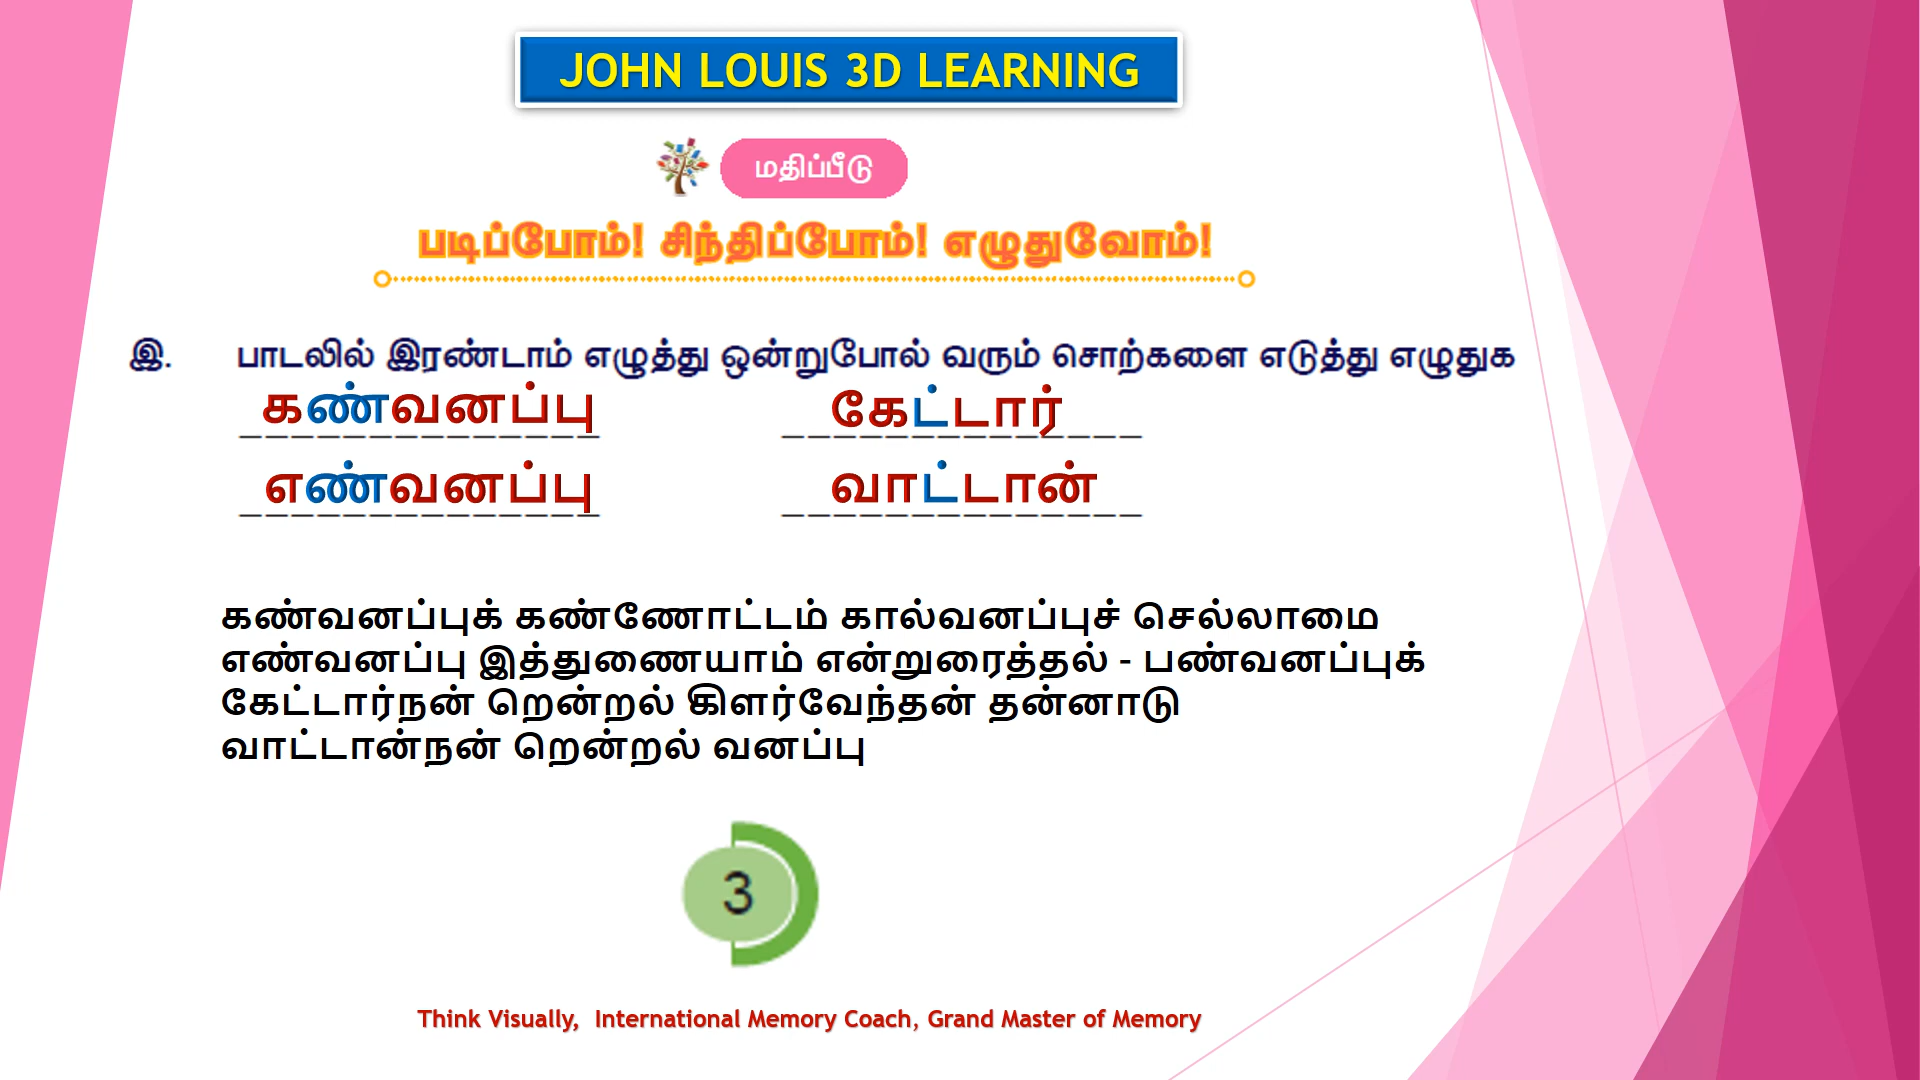 JOHN LOUIS 3D LEARNING
மதிப்பீடு
படிப்போம்! சிந்திப்போம்! எழுதுவோம்!
இ. பாடலில் இரண்டாம் எழுத்து ஒன்றுபோல் வரும் சொற்களை எடுத்து எழுதுக
கண்வனப்பு கேட்டார்
எண்வனப்பு வாட்டான்
கண்வனப்புக் கண்ணோட்டம் கால்வனப்புச் செல்லாமை
எண்வனப்பு இத்துணையாம் என்றுரைத்தல் - பண்வனப்புக்
கேட்டார்நன் றென்றல் கிளர்வேந்தன் தன்னாடு
வாட்டான்நன் றென்றல் வனப்பு
3
Think Visually, International Memory Coach, Grand Master of Memory